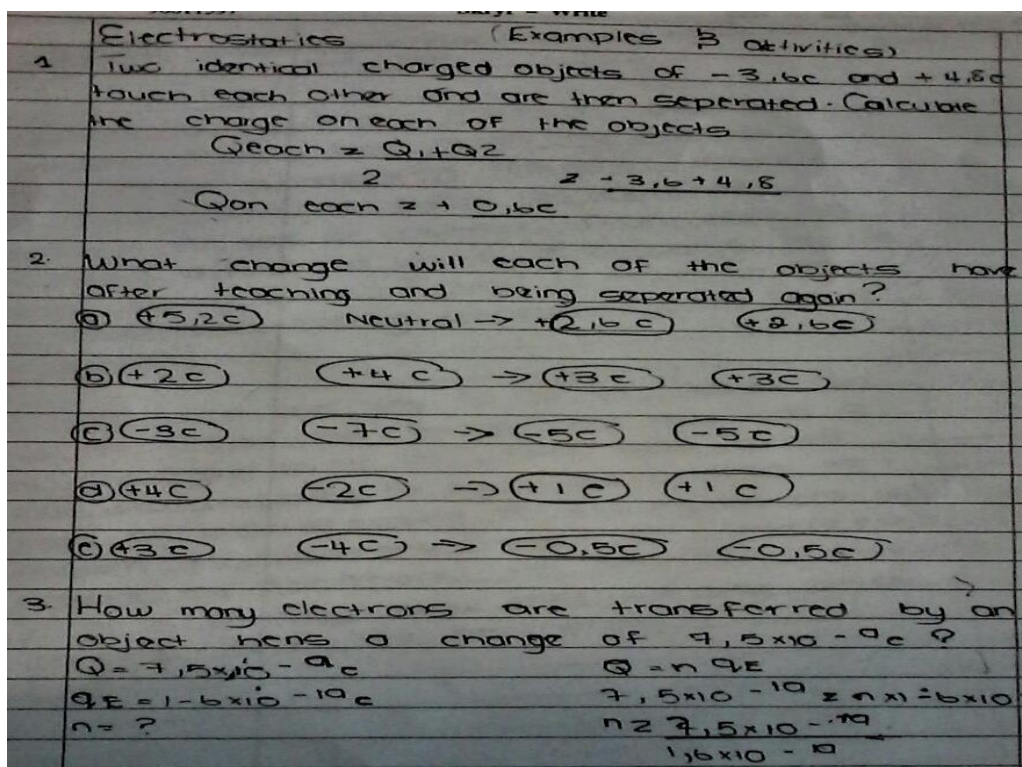 Electrostatics (Examples & activities)
1 Two identical charged objects of -3,6c and +4,8c
touch each other and are then seperated. Calculate
the charge on each of the objects
Qeach = Q1+Q2
2 = -3,6+4,8
Q on each = + 0,6c
2. What change will each of the objects have
after teaching and being seperated again?
a) +5,2c Neutral -> +2,6c +2,6c
b) +2c +4c -> +3c +3c
c) -3c -7c -> -5c -5c
d) +4c -2c -> +1c +1c
e) +3c -4c -> -0,5c -0,5c
3. How many electrons are transferred by an
object hens a change of 7,5x10 -9c ?
Q = 7,5x10 -9c Q = n qE
qE = 1-6x10 -19c 7,5x10 -19 = n x1-6x10
n = ? n = 7,5x10 -19
1,6x10 -19